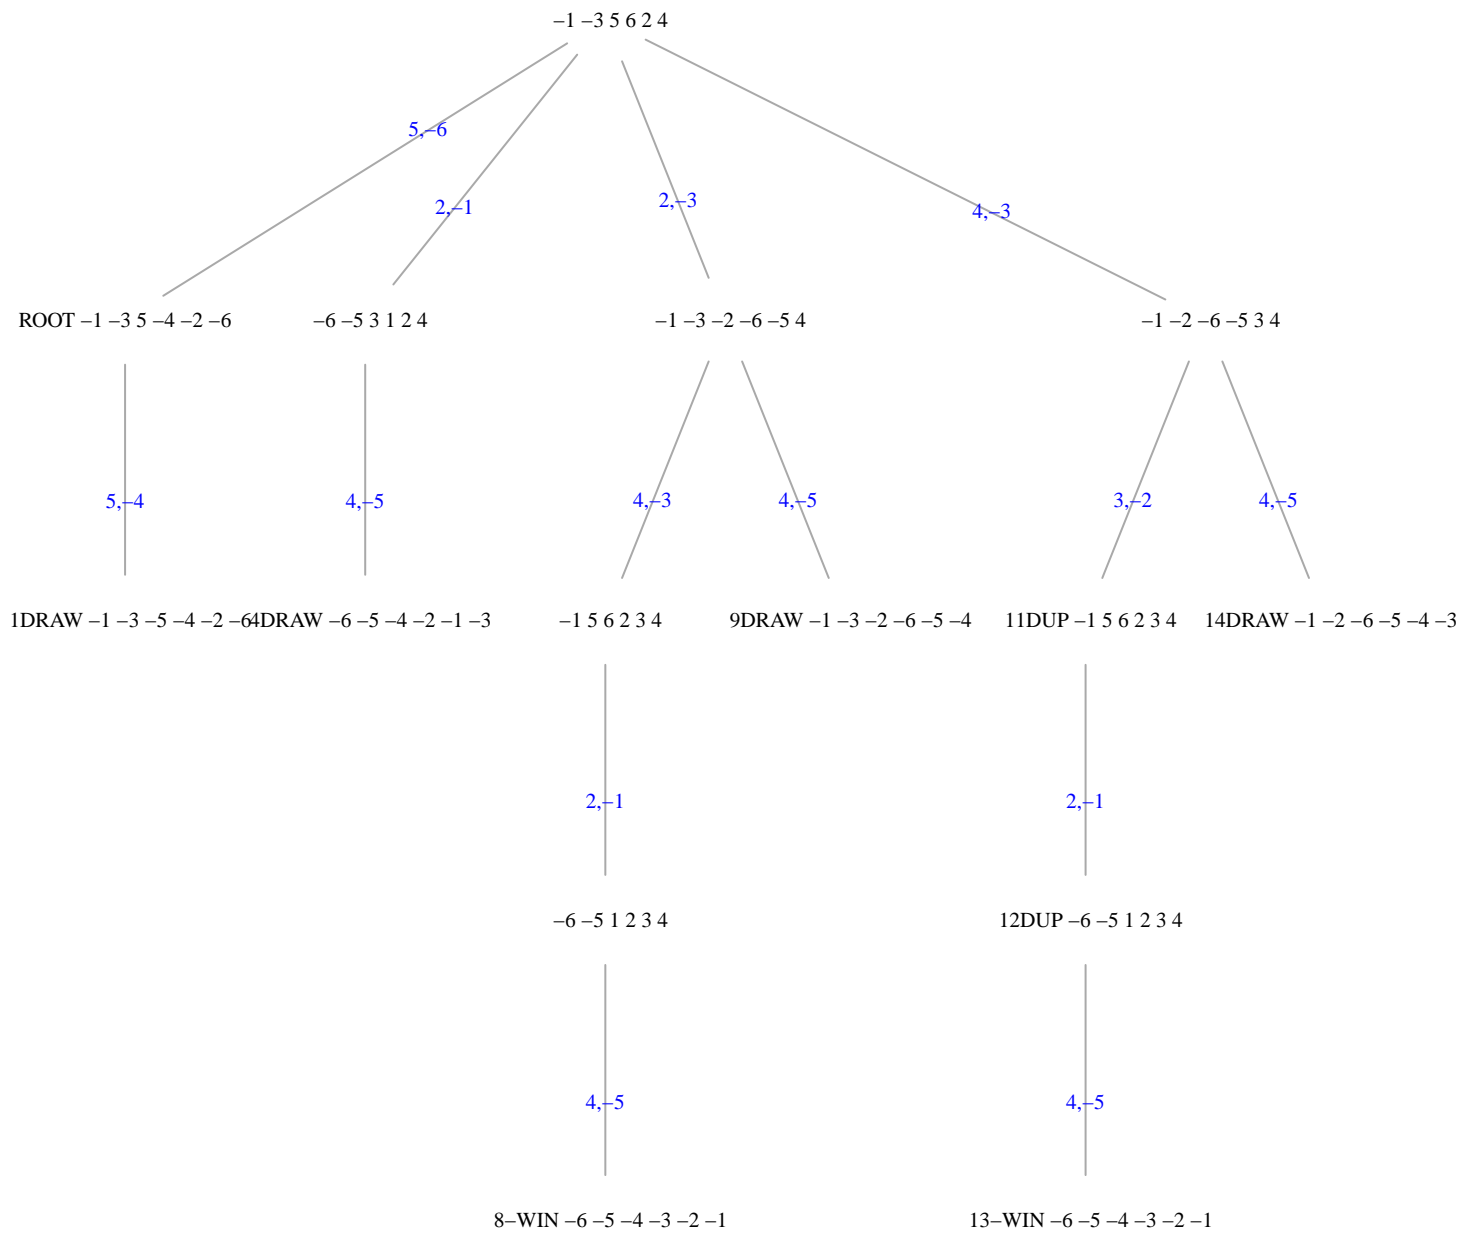 –1 –3 5 6 2 4
5,–6
2,–1
2,–3
4,–3
ROOT –1 –3 5 –4 –2 –6
–6 –5 3 1 2 4
–1 –3 –2 –6 –5 4
–1 –2 –6 –5 3 4
5,–4
4,–5
4,–3
4,–5
3,–2
4,–5
1DRAW –1 –3 –5 –4 –2 –6
4DRAW –6 –5 –4 –2 –1 –3
–1 5 6 2 3 4
9DRAW –1 –3 –2 –6 –5 –4
11DUP –1 5 6 2 3 4
14DRAW –1 –2 –6 –5 –4 –3
2,–1
2,–1
–6 –5 1 2 3 4
12DUP –6 –5 1 2 3 4
4,–5
4,–5
8–WIN –6 –5 –4 –3 –2 –1
13–WIN –6 –5 –4 –3 –2 –1